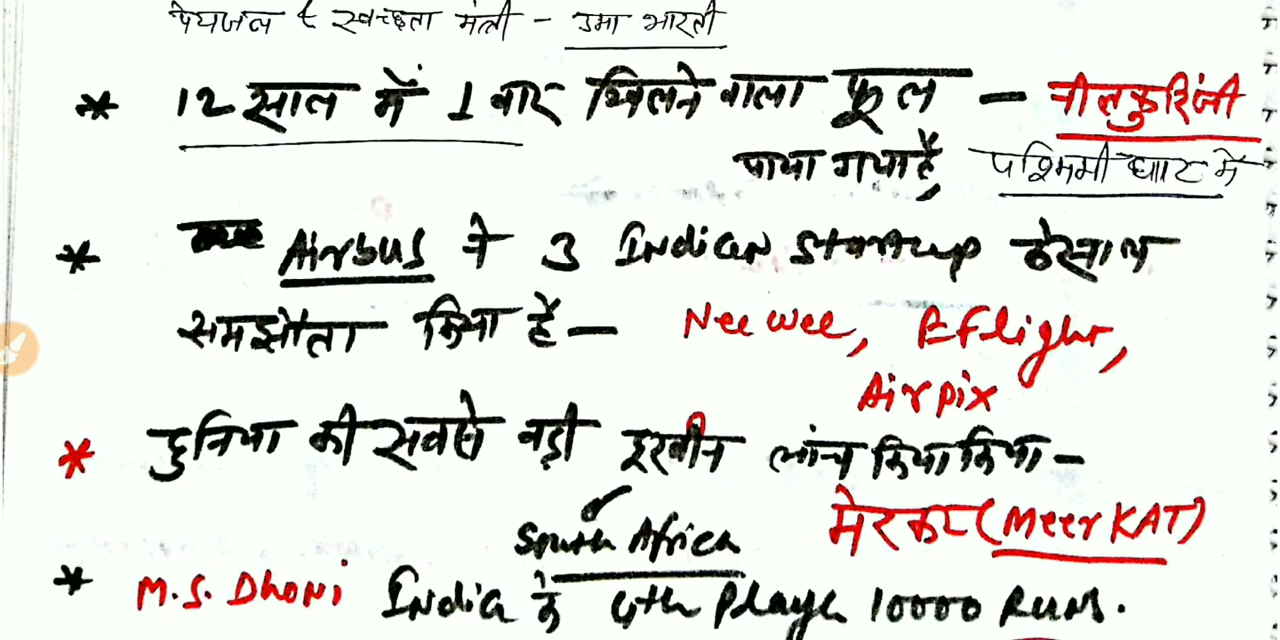 पेयजल & स्वच्छता मंत्री - उमा भारती
* 12 साल में 1 बार खिलने वाला फूल - नीलकुरिंजी
पाया गया है, पश्चिमी घाट में
* Airbus ने 3 Indian Startup के साथ
समझौता किया है - Neewee, EFlight,
Airpix
* दुनिया की सबसे बड़ी दूरबीन लांच किया किया -
South Africa मेरकट (MeerKAT)
* M.S. Dhoni India के 4th Player 10000 Runs.